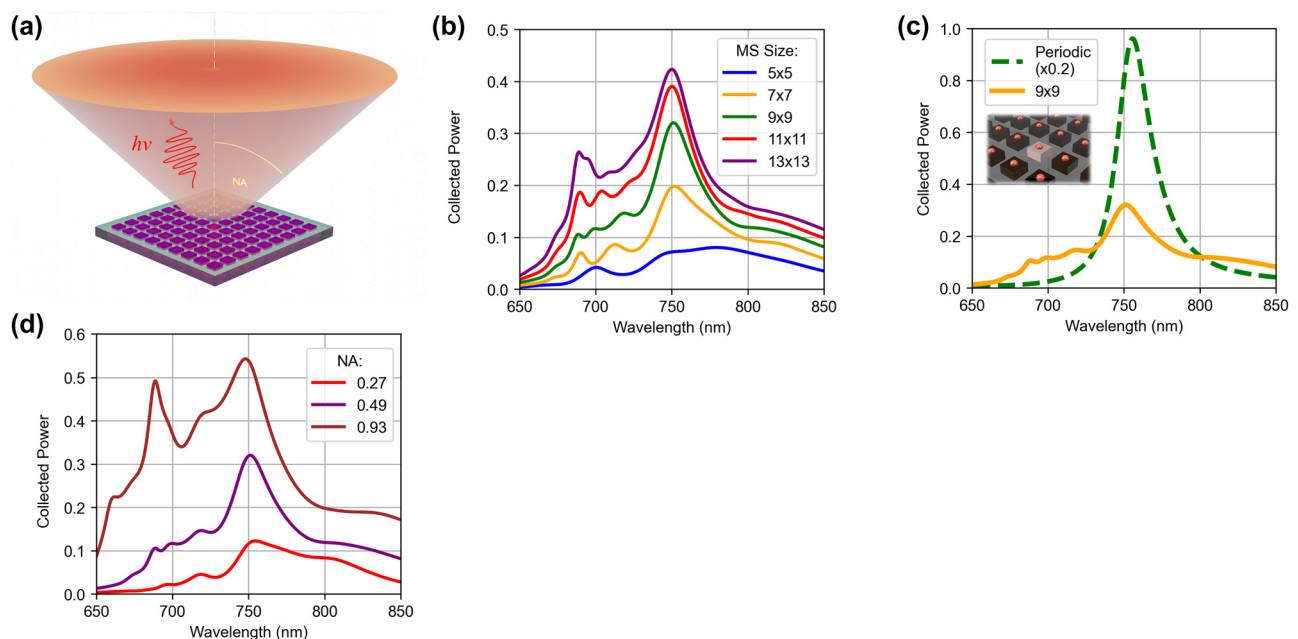 (a)
hν
NA
(b)
0.5
0.4
0.3
0.2
0.1
0.0
Collected Power
MS Size:
5x5
7x7
9x9
11x11
13x13
650 700 750 800 850
Wavelength (nm)
(c)
1.0
0.8
0.6
0.4
0.2
0.0
Collected Power
Periodic
(x0.2)
9x9
650 700 750 800 850
Wavelength (nm)
(d)
0.6
0.5
0.4
0.3
0.2
0.1
0.0
Collected Power
NA:
0.27
0.49
0.93
650 700 750 800 850
Wavelength (nm)